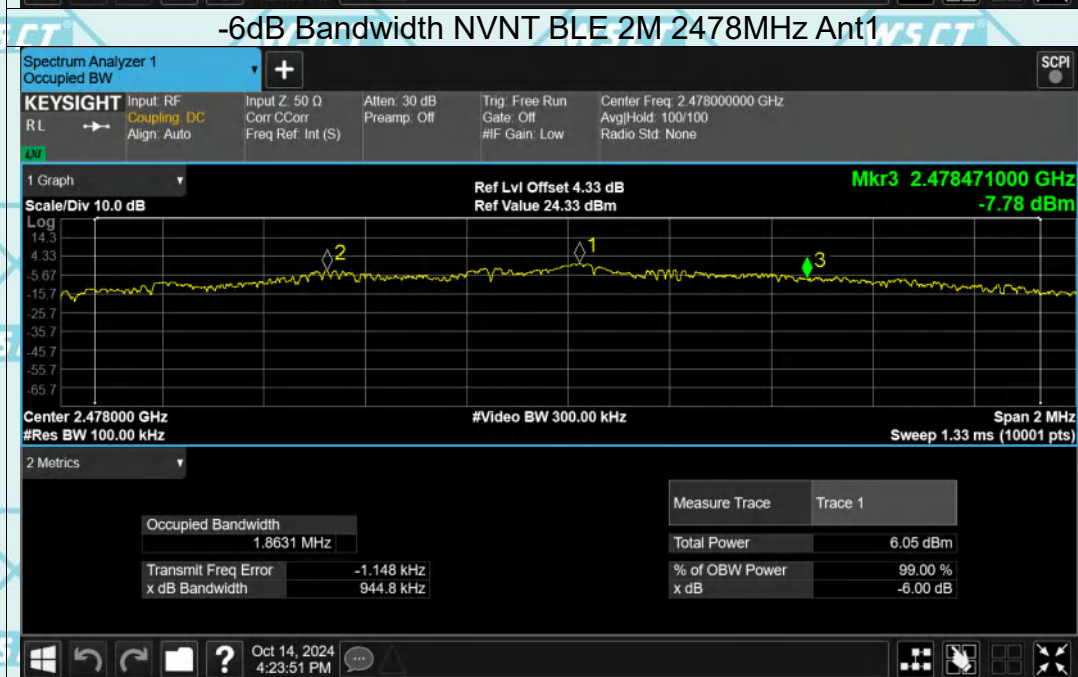 -6dB Bandwidth NVNT BLE 2M 2478MHz Ant1
Spectrum Analyzer 1
Occupied BW
+
SCPI
KEYSIGHT
RL
LXI
Input: RF
Coupling: DC
Align: Auto
Input Z: 50 Ω
Corr CCorr
Freq Ref: Int (S)
Atten: 30 dB
Preamp: Off
Trig: Free Run
Gate: Off
#IF Gain: Low
Center Freq: 2.478000000 GHz
Avg|Hold: 100/100
Radio Std: None
1 Graph
Scale/Div 10.0 dB
Ref Lvl Offset 4.33 dB
Ref Value 24.33 dBm
Mkr3 2.478471000 GHz
-7.78 dBm
Log
14.3
4.33
-5.67
-15.7
-25.7
-35.7
-45.7
-55.7
-65.7
2
1
3
Center 2.478000 GHz
#Video BW 300.00 kHz
Span 2 MHz
#Res BW 100.00 kHz
Sweep 1.33 ms (10001 pts)
2 Metrics
Measure Trace Trace 1
Occupied Bandwidth
1.8631 MHz
Total Power 6.05 dBm
Transmit Freq Error -1.148 kHz
% of OBW Power 99.00 %
x dB Bandwidth 944.8 kHz
x dB -6.00 dB
?
Oct 14, 2024
4:23:51 PM